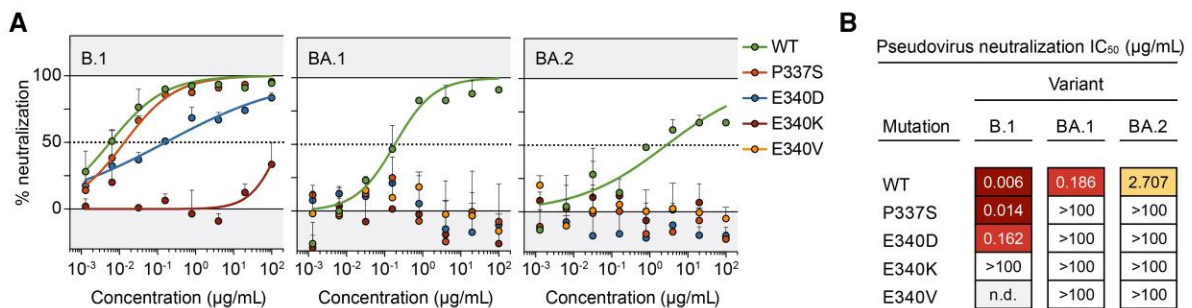 A
B.1
BA.1
BA.2
WT
P337S
E340D
E340K
E340V
% neutralization
100
50
0
10⁻³ 10⁻² 10⁻¹ 10⁰ 10¹ 10²
10⁻³ 10⁻² 10⁻¹ 10⁰ 10¹ 10²
10⁻³ 10⁻² 10⁻¹ 10⁰ 10¹ 10²
Concentration (µg/mL)
Concentration (µg/mL)
Concentration (µg/mL)
B
Pseudovirus neutralization IC₅₀ (µg/mL)
Variant
Mutation B.1 BA.1 BA.2
WT 0.006 0.186 2.707
P337S 0.014 >100 >100
E340D 0.162 >100 >100
E340K >100 >100 >100
E340V n.d. >100 >100